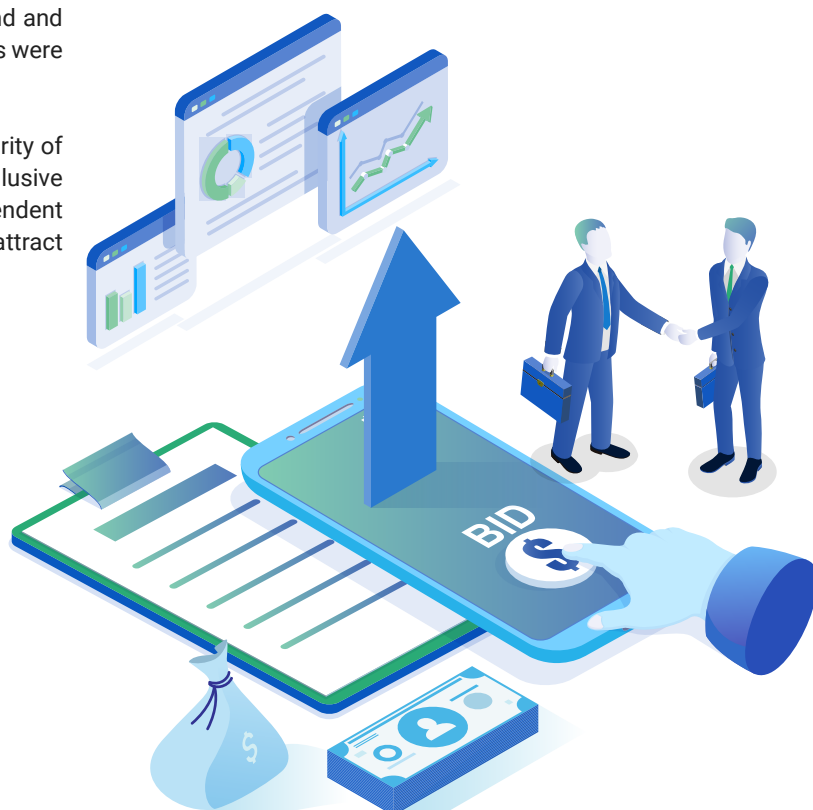 nd and
s were
rity of
lusive
endent
attract
BID
$
$